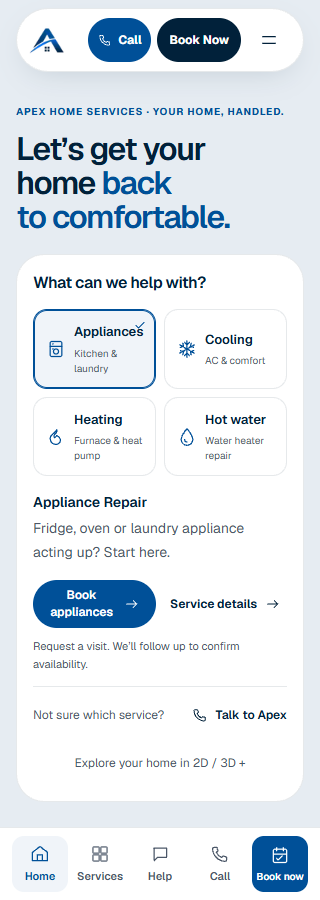 Call
Book Now
APEX HOME SERVICES · YOUR HOME, HANDLED.
Let’s get your
home back
to comfortable.
What can we help with?
Appliances
Kitchen &
laundry
Cooling
AC & comfort
Heating
Furnace & heat
pump
Hot water
Water heater
repair
Appliance Repair
Fridge, oven or laundry appliance
acting up? Start here.
Book
appliances
Service details
Request a visit. We’ll follow up to confirm
availability.
Not sure which service?
Talk to Apex
Explore your home in 2D / 3D +
Home
Services
Help
Call
Book now